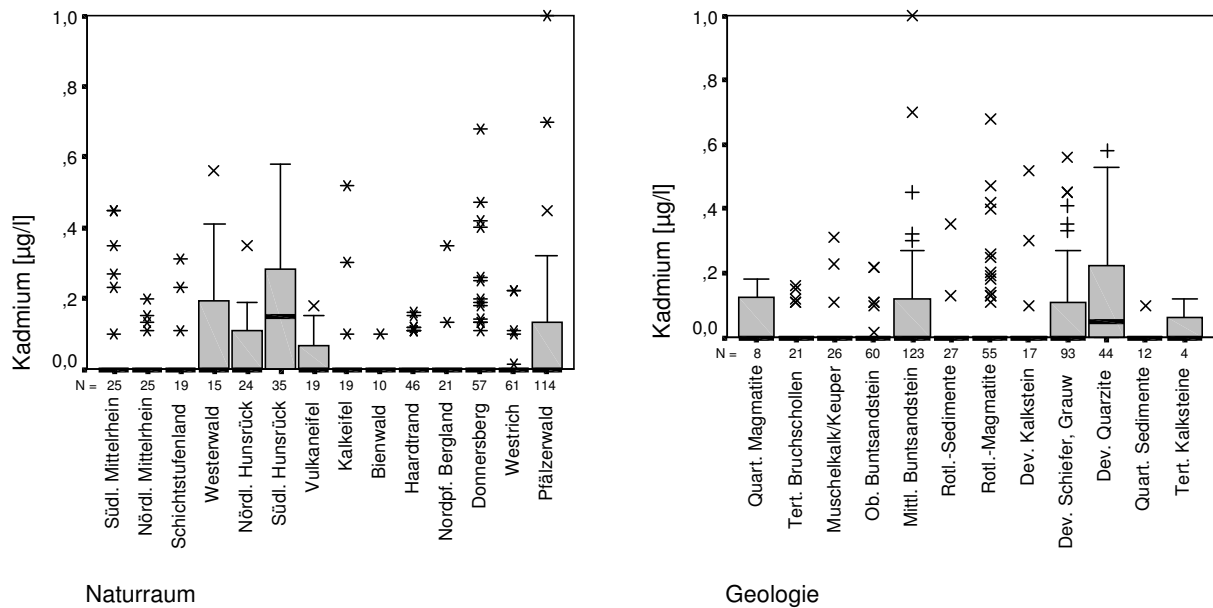 Kadmium [µg/l]
1,0
,8
,6
,4
,2
0,0
N = 25 25 19 15 24 35 19 19 10 46 21 57 61 114
Südl. Mittelrhein
Nördl. Mittelrhein
Schichtstufenland
Westerwald
Nördl. Hunsrück
Südl. Hunsrück
Vulkaneifel
Kalkeifel
Bienwald
Haardtrand
Nordpf. Bergland
Donnersberg
Westrich
Pfälzerwald
Naturraum
Kadmium [µg/l]
1,0
,8
,6
,4
,2
0,0
N = 8 21 26 60 123 27 55 17 93 44 12 4
Quart. Magmatite
Tert. Bruchschollen
Muschelkalk/Keuper
Ob. Buntsandstein
Mittl. Buntsandstein
Rotl.-Sedimente
Rotl.-Magmatite
Dev. Kalkstein
Dev. Schiefer, Grauw
Dev. Quarzite
Quart. Sedimente
Tert. Kalksteine
Geologie